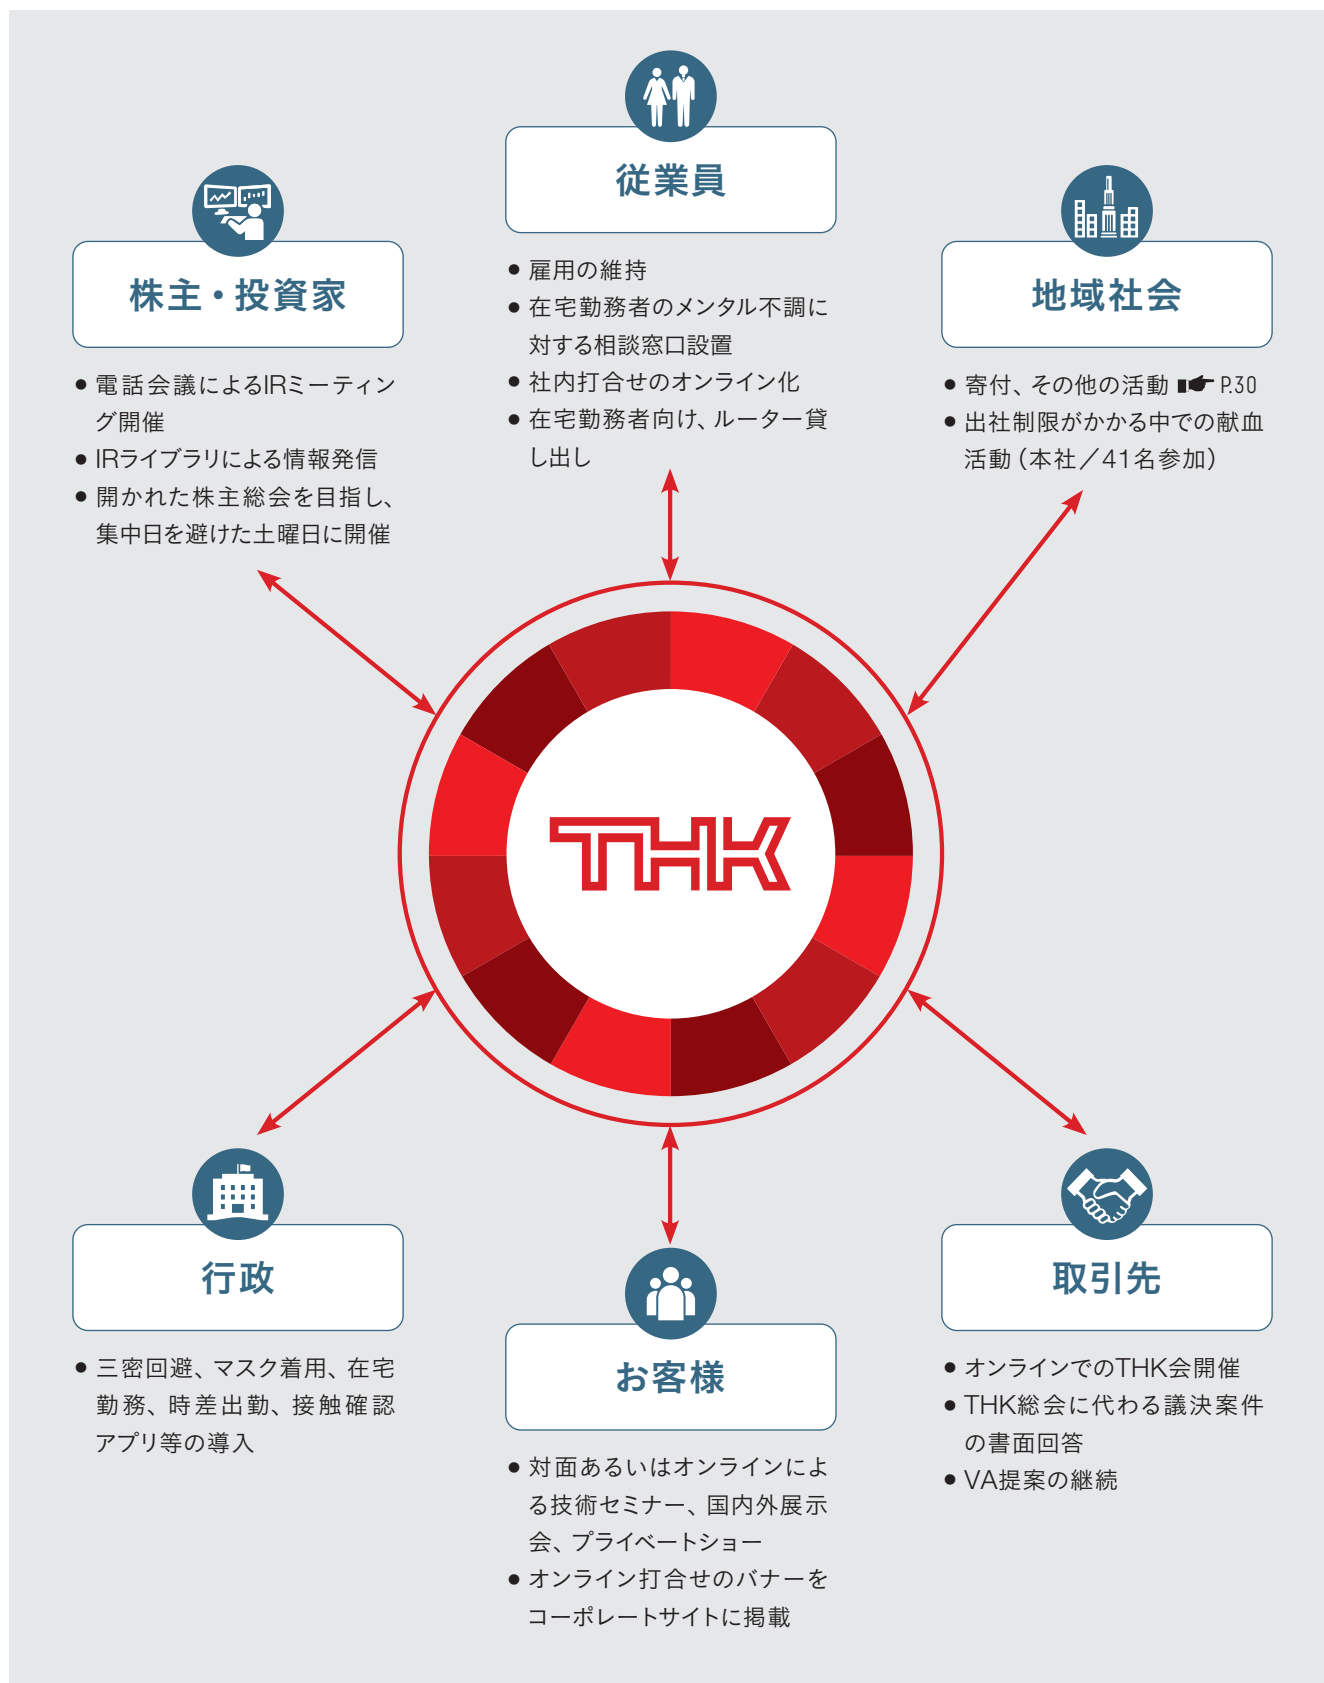 従業員
● 雇用の維持
● 在宅勤務者のメンタル不調に
対する相談窓口設置
● 社内打合せのオンライン化
● 在宅勤務者向け、ルーター貸
し出し
株主・投資家
● 電話会議によるIRミーティン
グ開催
● IRライブラリによる情報発信
● 開かれた株主総会を目指し、
集中日を避けた土曜日に開催
地域社会
● 寄付、その他の活動 ☛ P.30
● 出社制限がかかる中での献血
活動（本社／41名参加）
THK
行政
● 三密回避、マスク着用、在宅
勤務、時差出勤、接触確認
アプリ等の導入
お客様
● 対面あるいはオンラインによ
る技術セミナー、国内外展示
会、プライベートショー
● オンライン打合せのバナーを
コーポレートサイトに掲載
取引先
● オンラインでのTHK会開催
● THK総会に代わる議決案件
の書面回答
● VA提案の継続